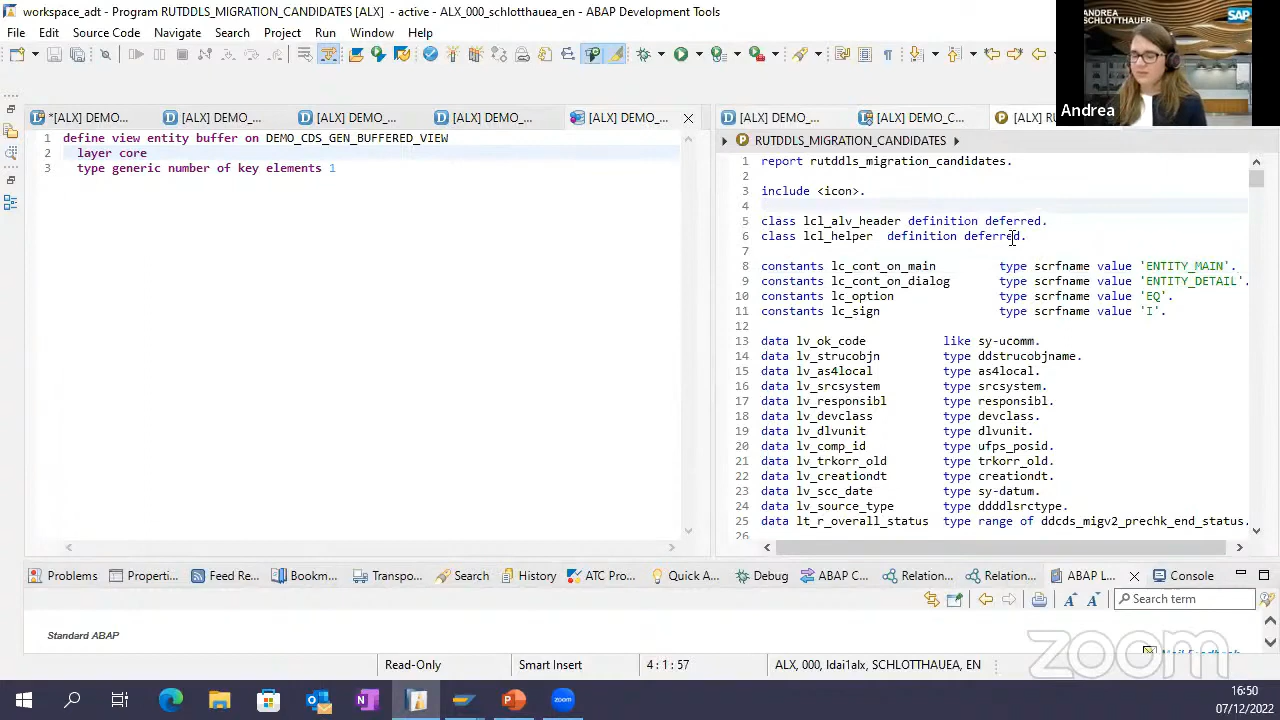 workspace_adt - Program RUTDDLS_MIGRATION_CANDIDATES [ALX] - active - ALX_000_schlotthauer_en - ABAP Development Tools
File Edit Source Code Navigate Search Project Run Window Help
ANDREA
SCHLOTTHAUER
SAP
Andrea
*[ALX] DEMO... [ALX] DEMO_... [ALX] DEMO_... [ALX] DEMO_... [ALX] DEMO_...
1 define view entity buffer on DEMO_CDS_GEN_BUFFERED_VIEW
2 layer core
3 type generic number of key elements 1
[ALX] DEMO_... [ALX] DEMO_C... [ALX] RU
RUTDDLS_MIGRATION_CANDIDATES
1 report rutddls_migration_candidates.
2
3 include <icon>.
4
5 class lcl_alv_header definition deferred.
6 class lcl_helper definition deferred.
7
8 constants lc_cont_on_main type scrfname value 'ENTITY_MAIN'.
9 constants lc_cont_on_dialog type scrfname value 'ENTITY_DETAIL'.
10 constants lc_option type scrfname value 'EQ'.
11 constants lc_sign type scrfname value 'I'.
12
13 data lv_ok_code like sy-ucomm.
14 data lv_strucobjn type ddstrucobjname.
15 data lv_as4local type as4local.
16 data lv_srcsystem type srcsystem.
17 data lv_responsibl type responsibl.
18 data lv_devclass type devclass.
19 data lv_dlvunit type dlvunit.
20 data lv_comp_id type ufps_posid.
21 data lv_trkorr_old type trkorr_old.
22 data lv_creationdt type creationdt.
23 data lv_scc_date type sy-datum.
24 data lv_source_type type ddddlsrctype.
25 data lt_r_overall_status type range of ddcds_migv2_prechk_end_status.
26
Problems Properti... Feed Re... Bookm... Transpo... Search History ATC Pro... Quick A... Debug ABAP C... Relation... Relation... ABAP L... Console
Search term
Standard ABAP
Mail Feedback
zoom
Read-Only Smart Insert 4 : 1 : 57 ALX, 000, ldai1alx, SCHLOTTHAUEA, EN
16:50
07/12/2022